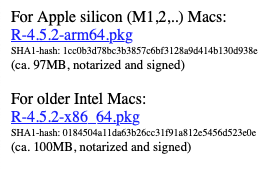 For Apple silicon (M1,2,..) Macs:
R-4.5.2-arm64.pkg
SHA1-hash: 1cc0b3d78bc3b3857c6bf3128a9d414b130d938e
(ca. 97MB, notarized and signed)
For older Intel Macs:
R-4.5.2-x86_64.pkg
SHA1-hash: 0184504a11da63b26cc31f91a812e5456d523e0e
(ca. 100MB, notarized and signed)